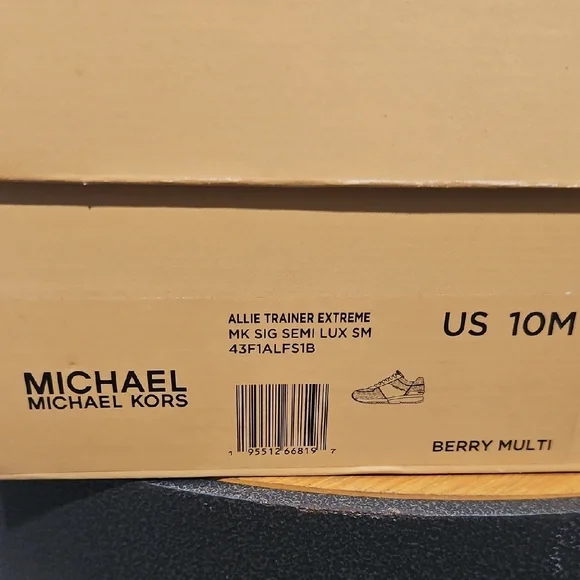 ALLIE TRAINER EXTREME
MK SIG SEMI LUX SM
43F1ALFS1B
US 10M
MICHAEL
MICHAEL KORS
1 95512 66819 7
BERRY MULTI